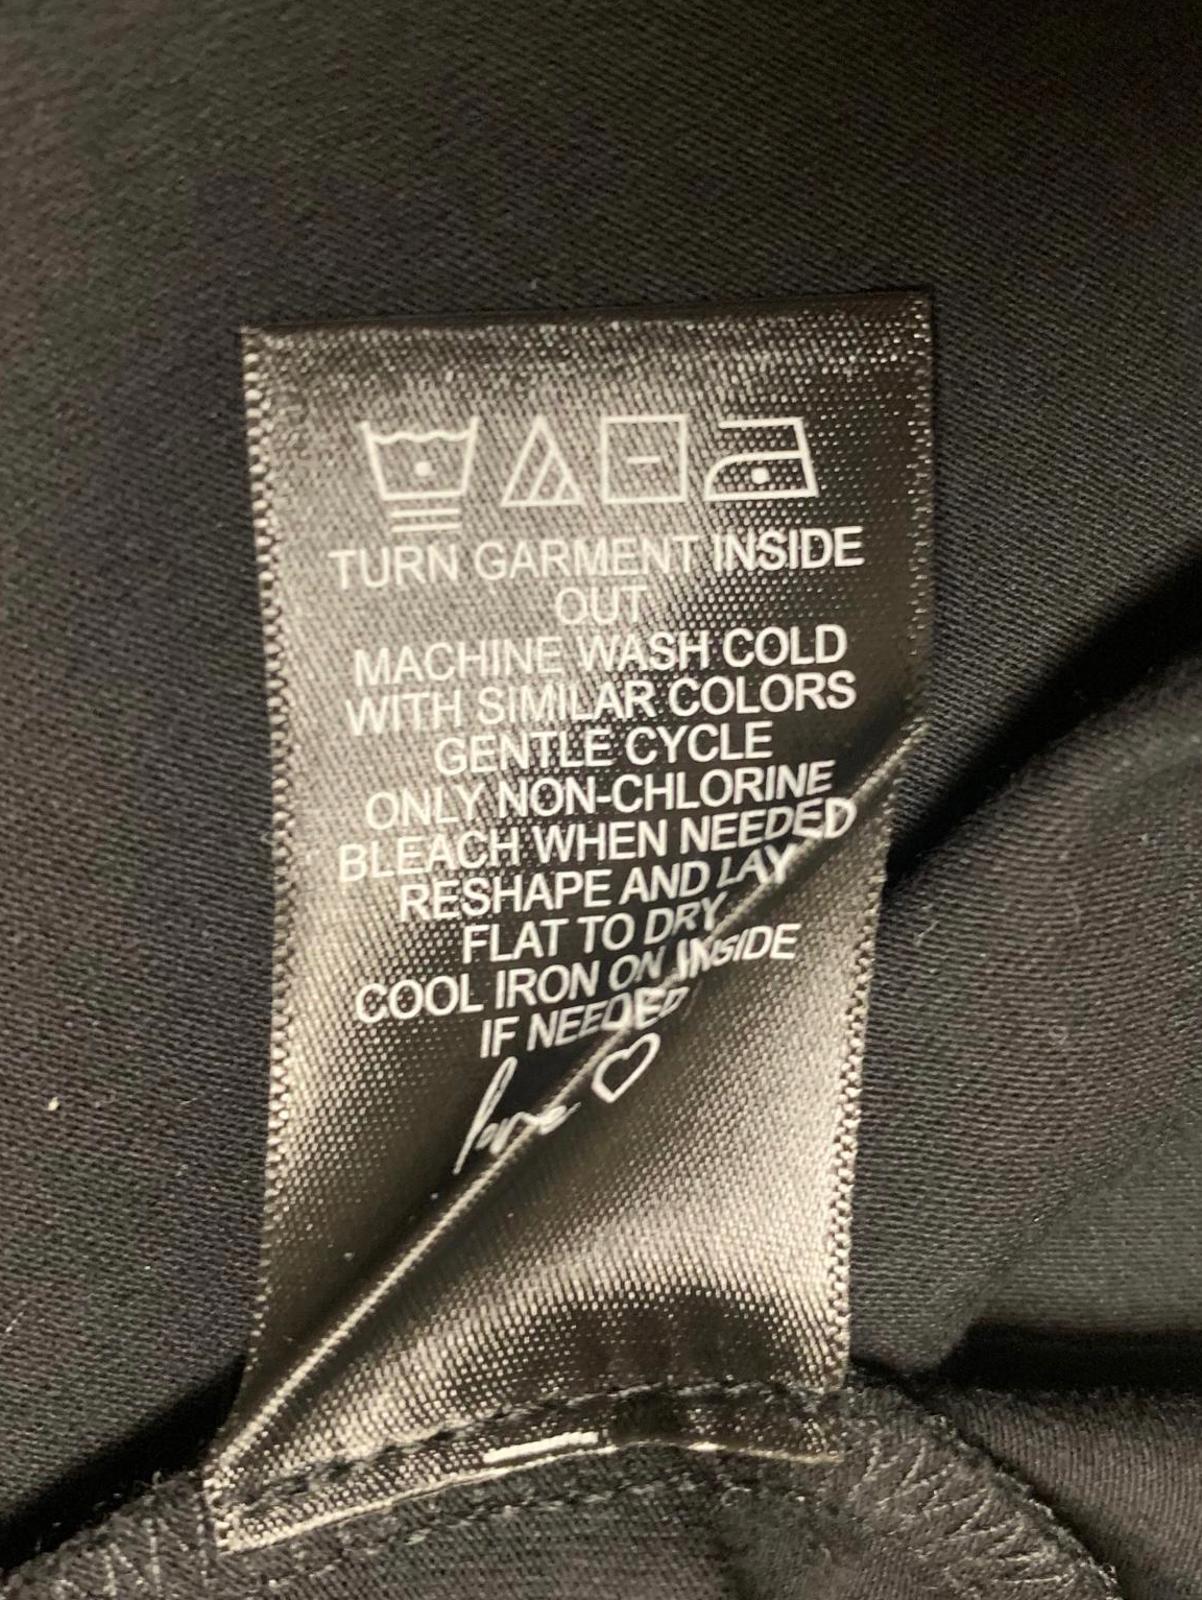 TURN GARMENT INSIDE
OUT
MACHINE WASH COLD
WITH SIMILAR COLORS
GENTLE CYCLE
ONLY NON-CHLORINE
BLEACH WHEN NEEDED
RESHAPE AND LAY
FLAT TO DRY
COOL IRON ON INSIDE
IF NEEDED
love ♡